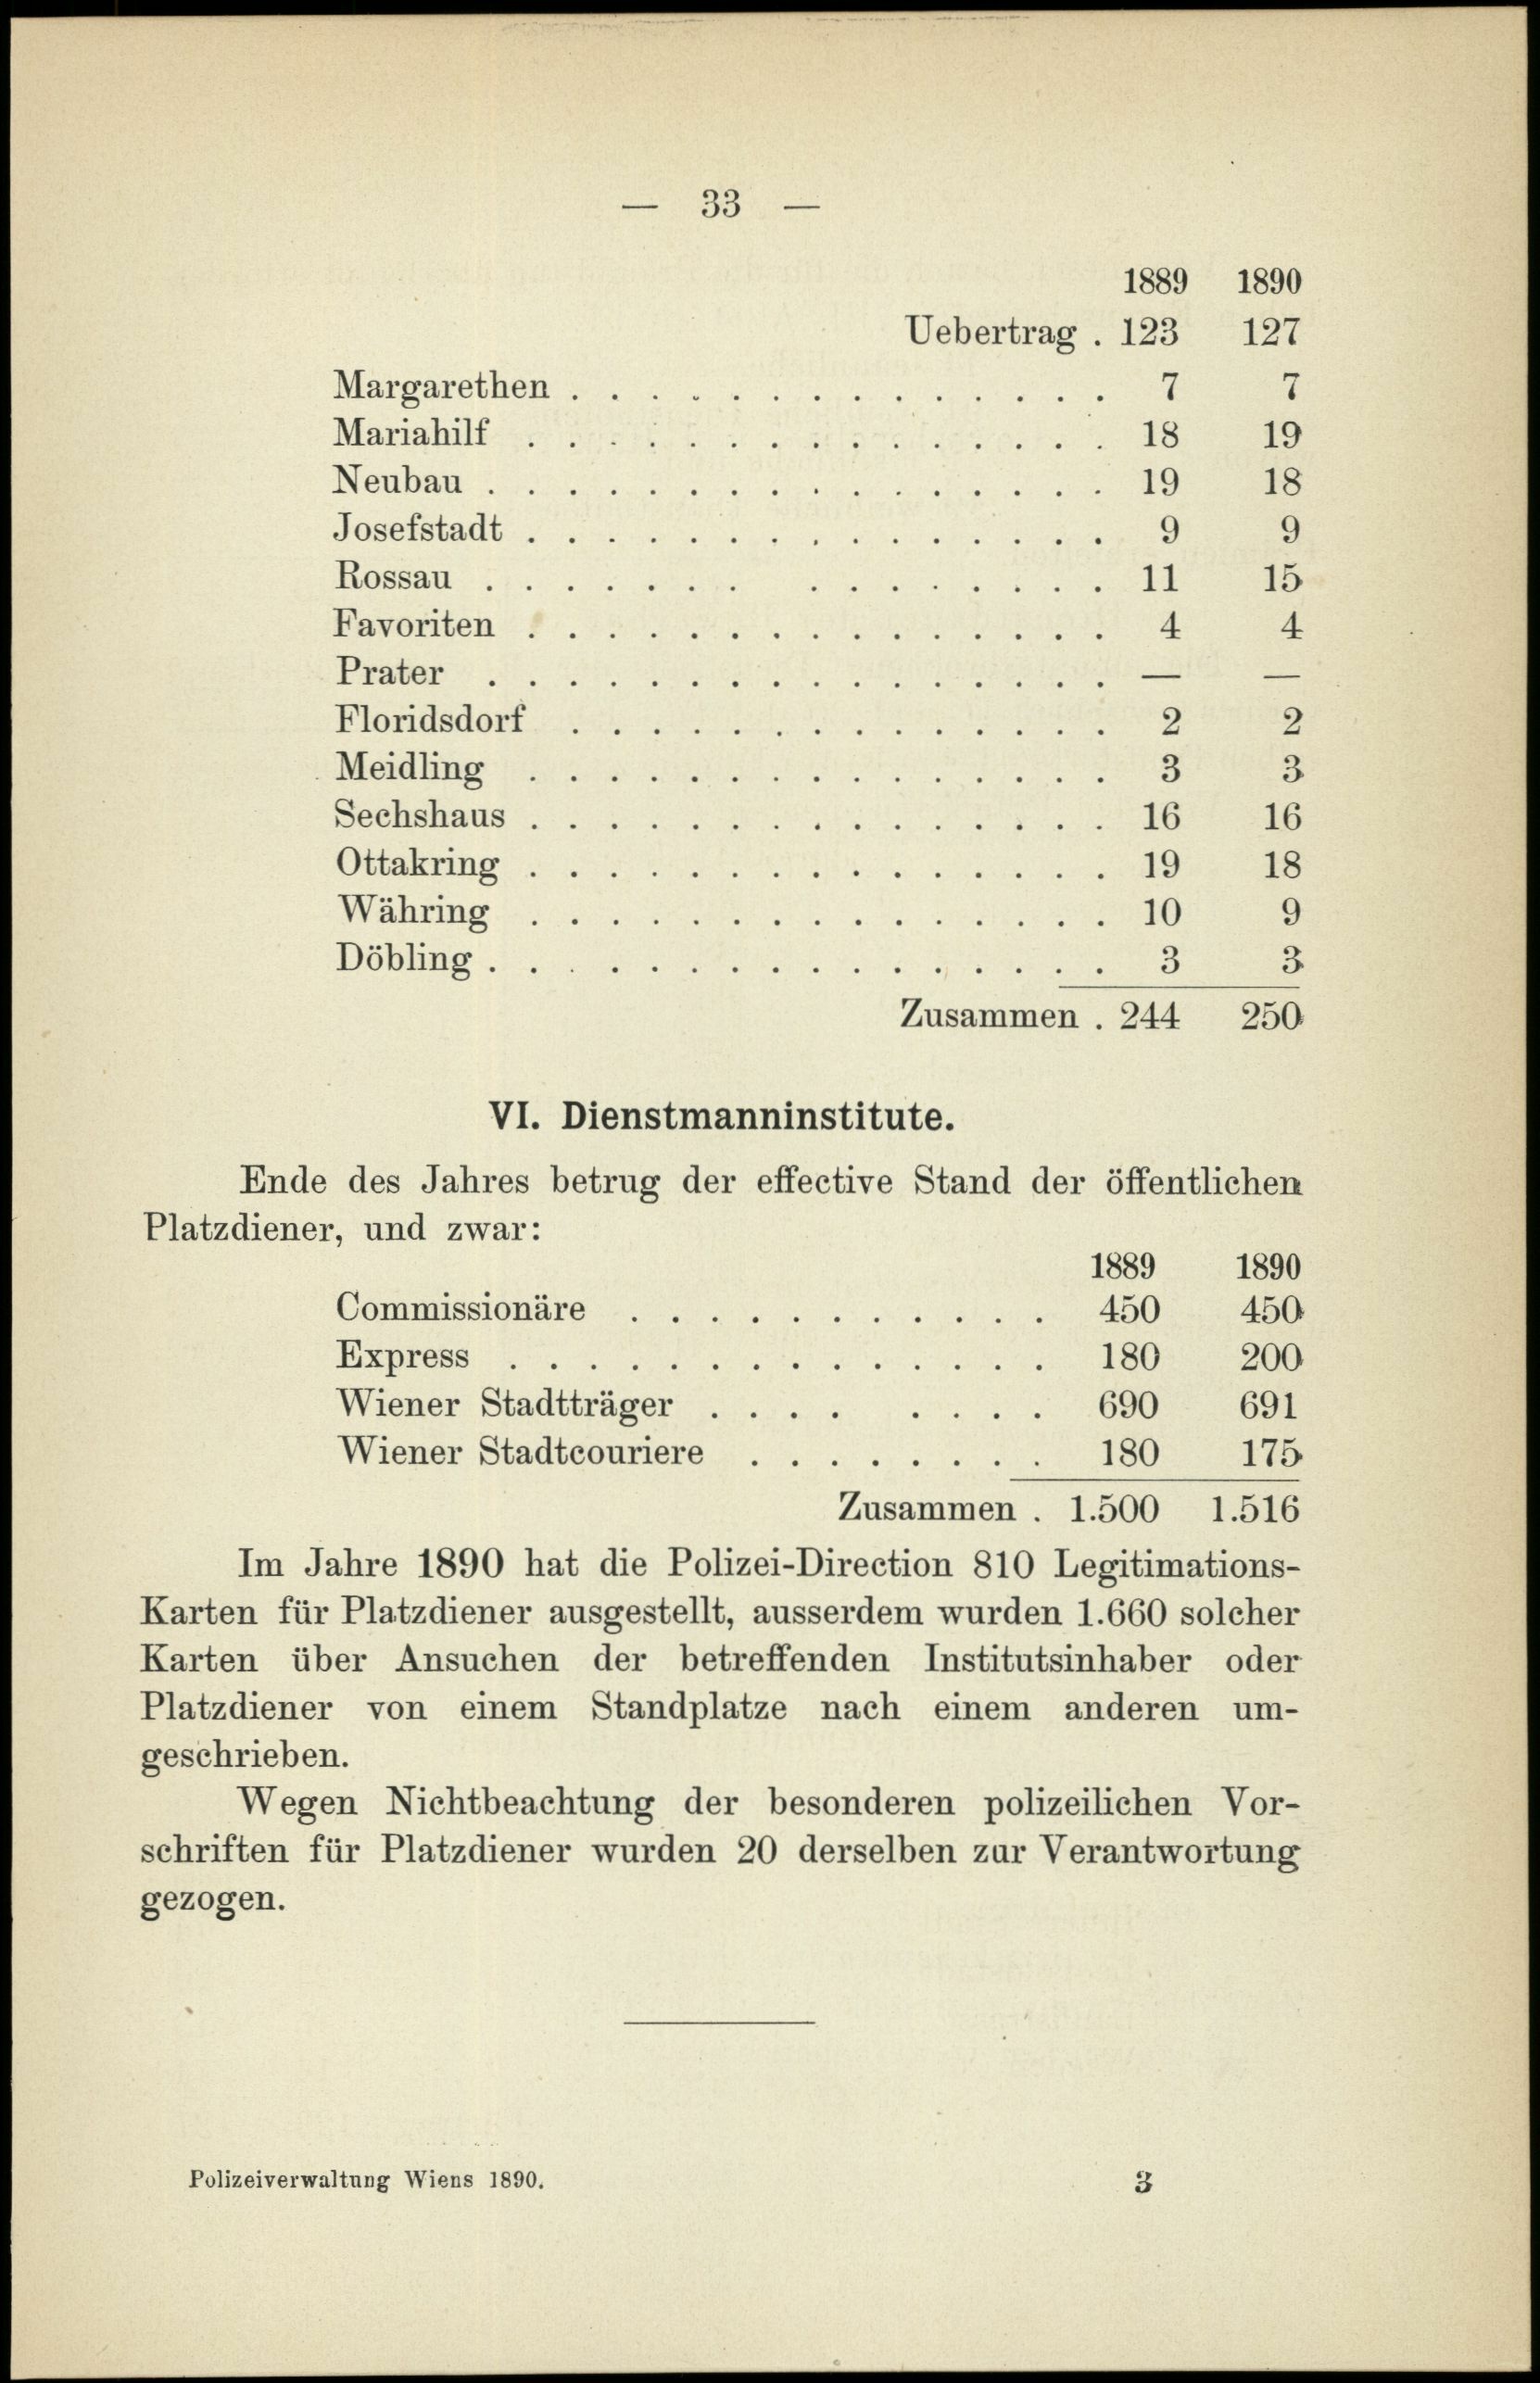 — 33 —
1889 1890
Uebertrag . 123 127
Margarethen . . . . . . . . . . . . . . 7 7
Mariahilf . . . . . . . . . . . . . . . 18 19
Neubau . . . . . . . . . . . . . . . . 19 18
Josefstadt . . . . . . . . . . . . . . . 9 9
Rossau . . . . . . . . . . . . . . . 11 15
Favoriten . . . . . . . . . . . . . . . 4 4
Prater . . . . . . . . . . . . . . . . — —
Floridsdorf . . . . . . . . . . . . . . 2 2
Meidling . . . . . . . . . . . . . . . 3 3
Sechshaus . . . . . . . . . . . . . . . 16 16
Ottakring . . . . . . . . . . . . . . . 19 18
Währing . . . . . . . . . . . . . . . 10 9
Döbling . . . . . . . . . . . . . . . . 3 3
Zusammen . 244 250
VI. Dienstmanninstitute.
Ende des Jahres betrug der effective Stand der öffentlichen
Platzdiener, und zwar:
1889 1890
Commissionäre . . . . . . . . . . . 450 450
Express . . . . . . . . . . . . . . 180 200
Wiener Stadtträger . . . . . . . . 690 691
Wiener Stadtcouriere . . . . . . . . 180 175
Zusammen . 1.500 1.516
Im Jahre 1890 hat die Polizei-Direction 810 Legitimations-
Karten für Platzdiener ausgestellt, ausserdem wurden 1.660 solcher
Karten über Ansuchen der betreffenden Institutsinhaber oder
Platzdiener von einem Standplatze nach einem anderen um-
geschrieben.
Wegen Nichtbeachtung der besonderen polizeilichen Vor-
schriften für Platzdiener wurden 20 derselben zur Verantwortung
gezogen.
Polizeiverwaltung Wiens 1890. 3